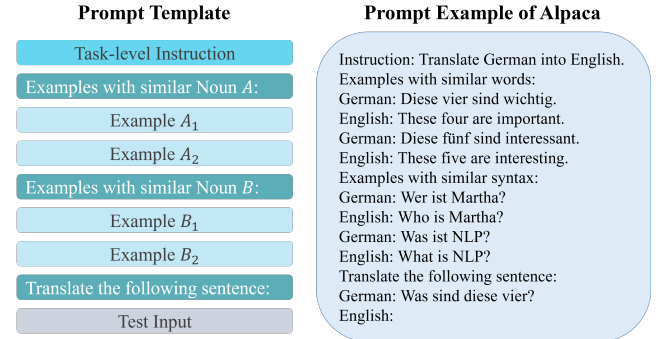 Prompt Template
Task-level Instruction
Examples with similar Noun A:
Example A₁
Example A₂
Examples with similar Noun B:
Example B₁
Example B₂
Translate the following sentence:
Test Input
Prompt Example of Alpaca
Instruction: Translate German into English.
Examples with similar words:
German: Diese vier sind wichtig.
English: These four are important.
German: Diese fünf sind interessant.
English: These five are interesting.
Examples with similar syntax:
German: Wer ist Martha?
English: Who is Martha?
German: Was ist NLP?
English: What is NLP?
Translate the following sentence:
German: Was sind diese vier?
English: